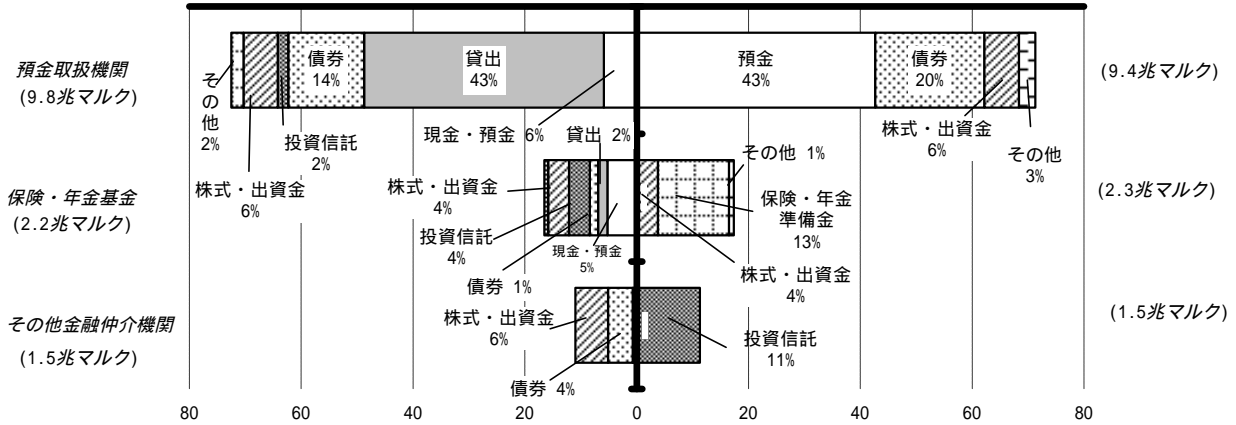 預金取扱機関
(9.8兆マルク)
その他
2%
株式・出資金
6%
投資信託
2%
債券
14%
貸出
43%
現金・預金 6%
預金
43%
債券
20%
株式・出資金
6%
その他
3%
(9.4兆マルク)
保険・年金基金
(2.2兆マルク)
株式・出資金
4%
投資信託
4%
債券 1%
貸出 2%
現金・預金
5%
その他 1%
保険・年金
準備金
13%
株式・出資金
4%
(2.3兆マルク)
その他金融仲介機関
(1.5兆マルク)
株式・出資金
6%
債券 4%
投資信託
11%
(1.5兆マルク)
80 60 40 20 0 20 40 60 80